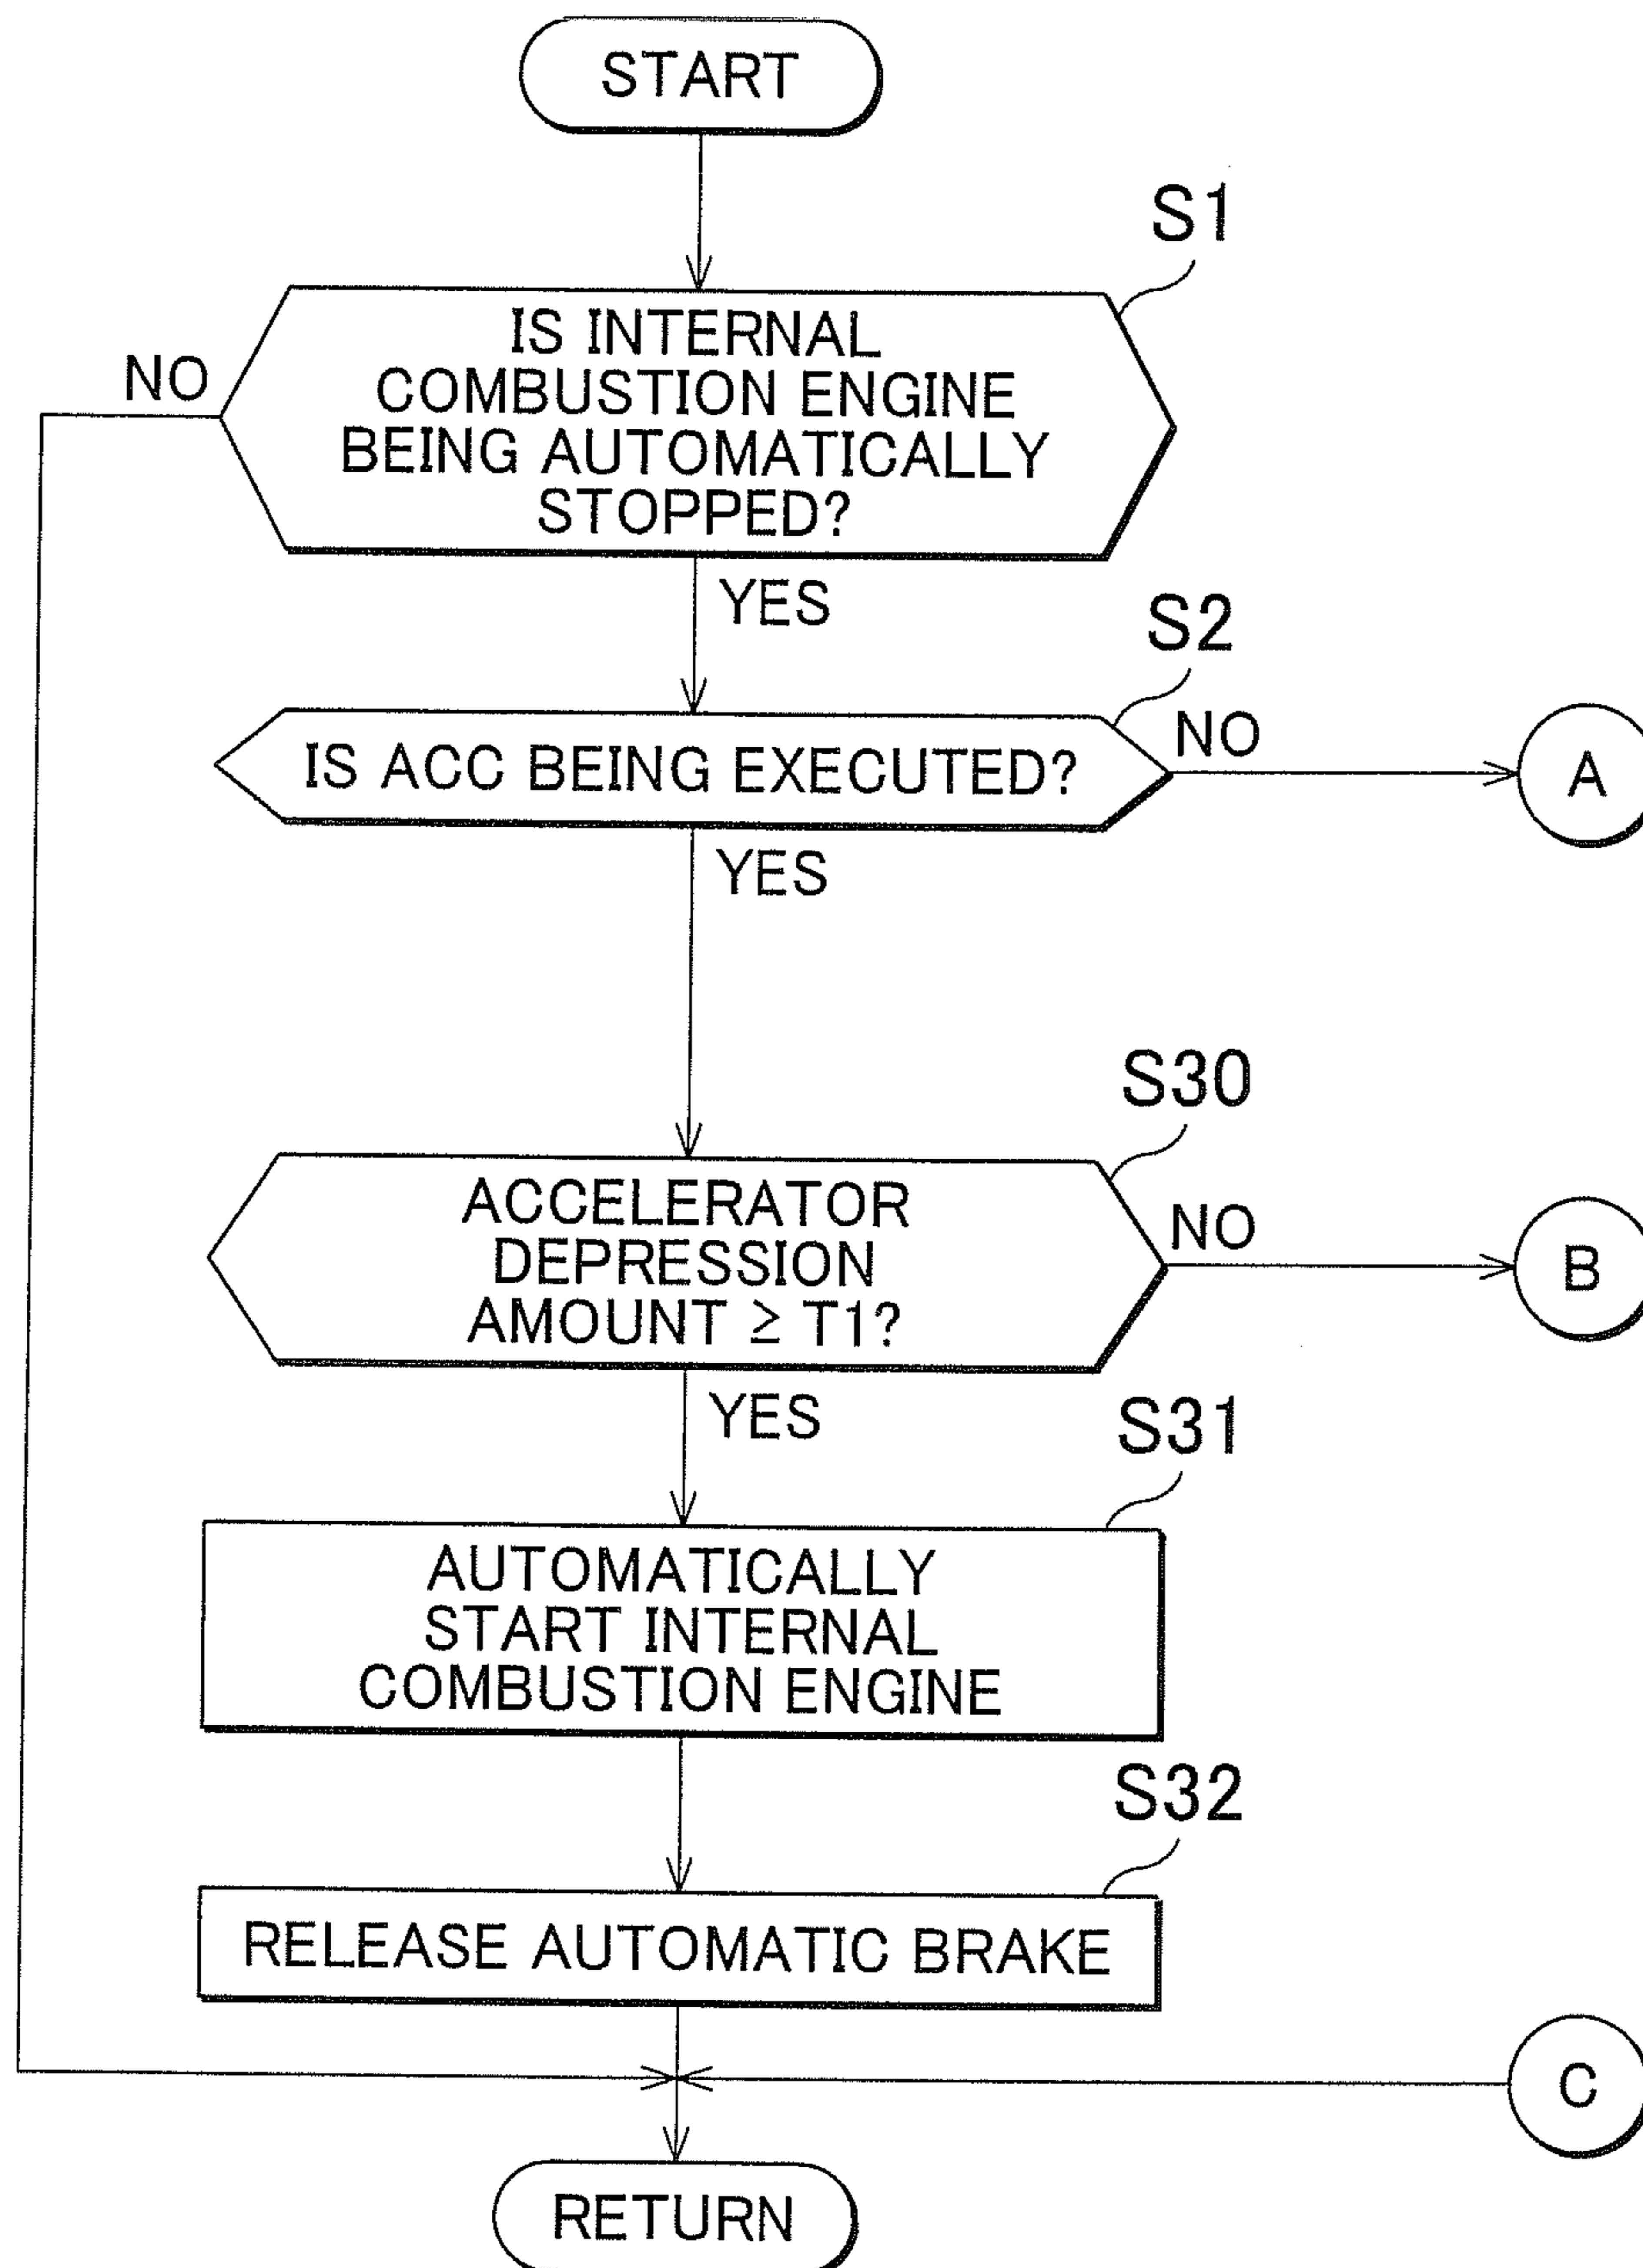 START
S1
IS INTERNAL
COMBUSTION ENGINE
BEING AUTOMATICALLY
STOPPED?
NO
YES
S2
IS ACC BEING EXECUTED?
NO
A
YES
S30
ACCELERATOR
DEPRESSION
AMOUNT ≥ T1?
NO
B
YES
S31
AUTOMATICALLY
START INTERNAL
COMBUSTION ENGINE
S32
RELEASE AUTOMATIC BRAKE
C
RETURN